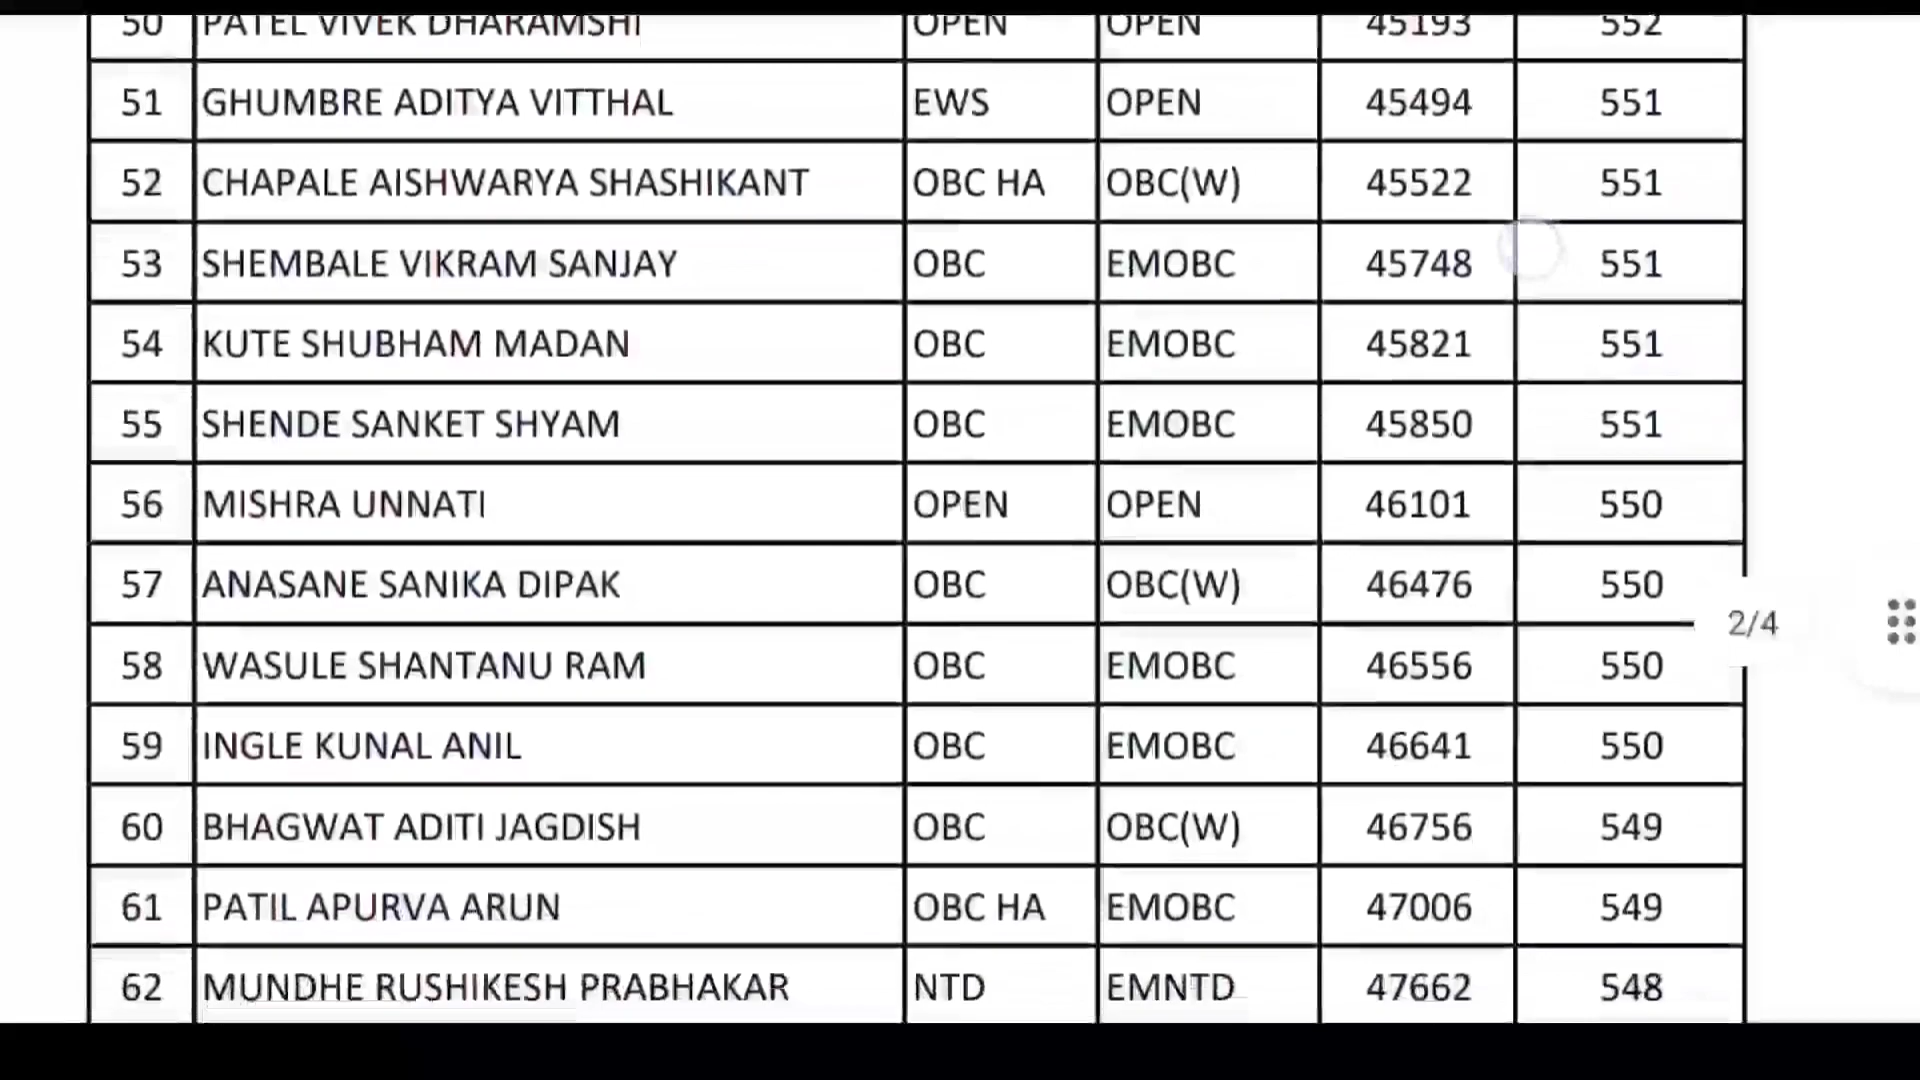 50 PATEL VIVEK DHARAMSHI OPEN OPEN 45193 552
51 GHUMBRE ADITYA VITTHAL EWS OPEN 45494 551
52 CHAPALE AISHWARYA SHASHIKANT OBC HA OBC(W) 45522 551
53 SHEMBALE VIKRAM SANJAY OBC EMOBC 45748 551
54 KUTE SHUBHAM MADAN OBC EMOBC 45821 551
55 SHENDE SANKET SHYAM OBC EMOBC 45850 551
56 MISHRA UNNATI OPEN OPEN 46101 550
57 ANASANE SANIKA DIPAK OBC OBC(W) 46476 550
2/4
58 WASULE SHANTANU RAM OBC EMOBC 46556 550
59 INGLE KUNAL ANIL OBC EMOBC 46641 550
60 BHAGWAT ADITI JAGDISH OBC OBC(W) 46756 549
61 PATIL APURVA ARUN OBC HA EMOBC 47006 549
62 MUNDHE RUSHIKESH PRABHAKAR NTD EMNTD 47662 548